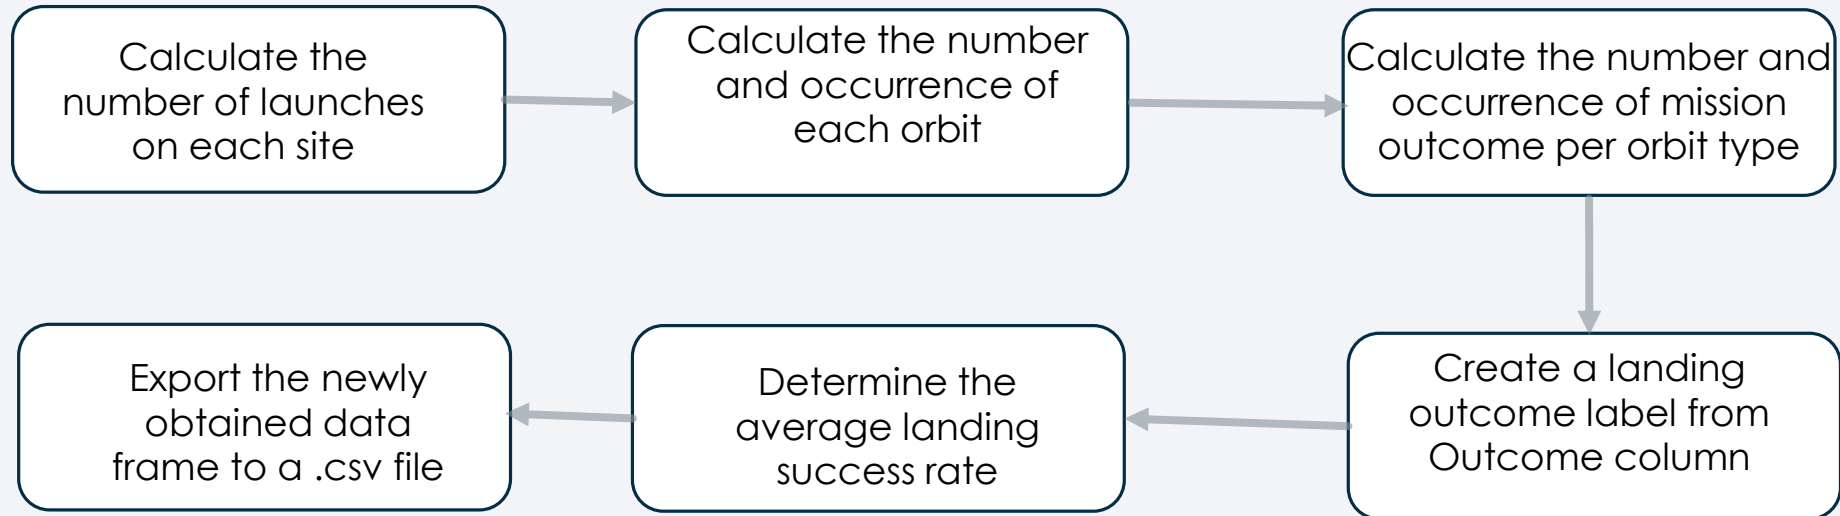 Calculate the
number of launches
on each site
Calculate the number
and occurrence of
each orbit
Calculate the number and
occurrence of mission
outcome per orbit type
Create a landing
outcome label from
Outcome column
Determine the
average landing
success rate
Export the newly
obtained data
frame to a .csv file